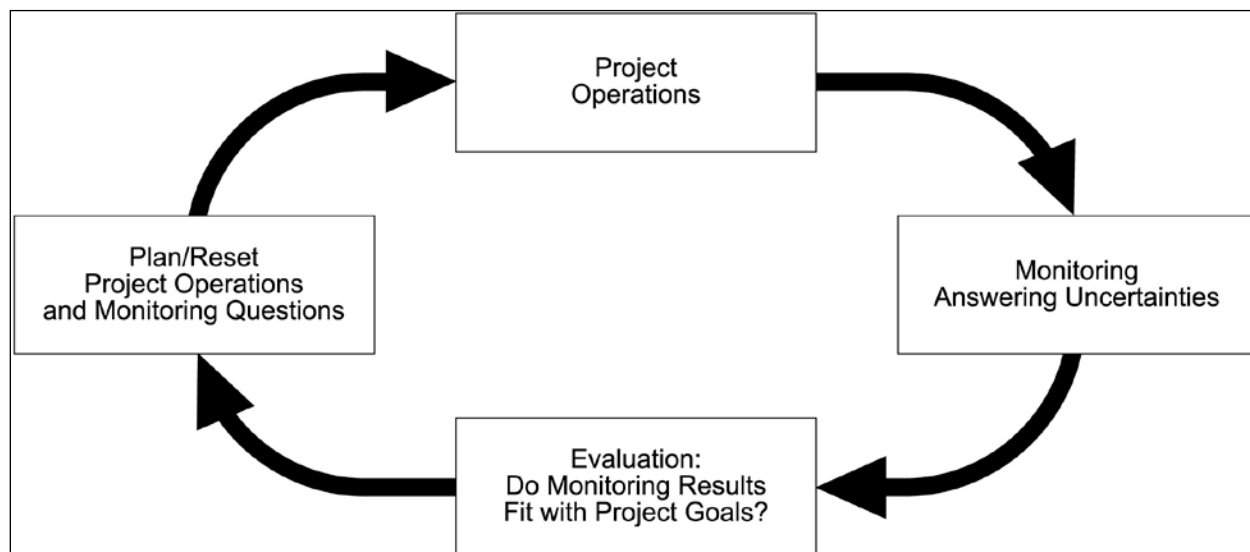 Project
Operations
Plan/Reset
Project Operations
and Monitoring Questions
Monitoring
Answering Uncertainties
Evaluation:
Do Monitoring Results
Fit with Project Goals?